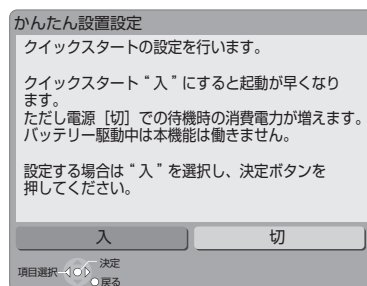 かんたん設置設定
クイックスタートの設定を行います。
クイックスタート“入”にすると起動が早くなり
ます。
ただし電源［切］での待機時の消費電力が増えます。
バッテリー駆動中は本機能は働きません。
設定する場合は“入”を選択し、決定ボタンを
押してください。
入 切
項目選択 決定
戻る